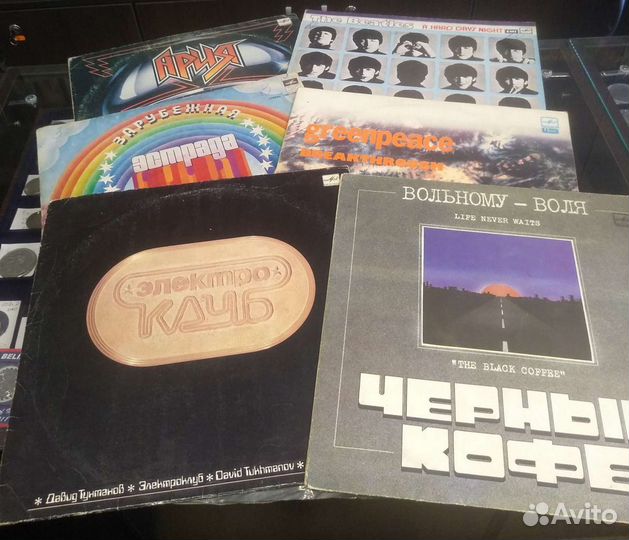 АРИЯ
The Beatles
A HARD DAY'S NIGHT
ЗАРУБЕЖНАЯ
эстрада
greenpeace
BREAKTHROUGH
электро
клуб
* Давид Тухманов * Электроклуб * David Tukhmanov *
ВОЛЬНОМУ – ВОЛЯ
LIFE NEVER WAITS
"THE BLACK COFFEE"
ЧЕРНЫЙ
КОФЕ
Avito